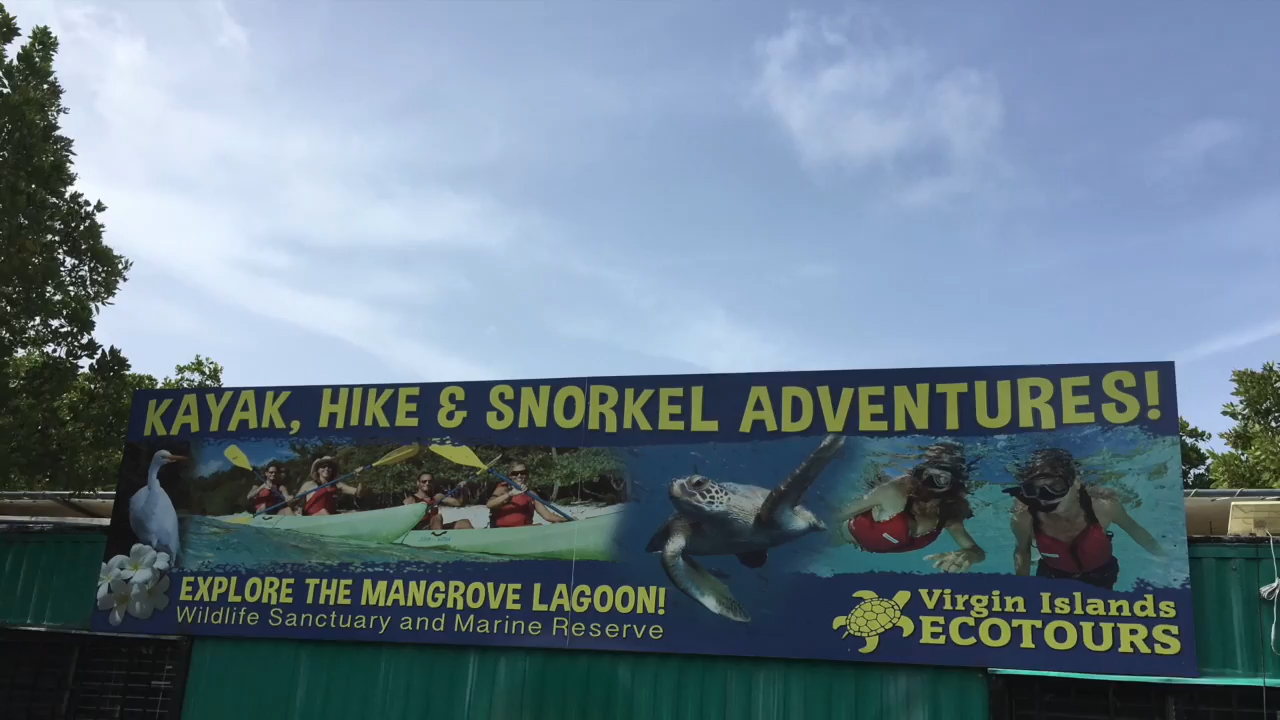 KAYAK, HIKE & SNORKEL ADVENTURES!
EXPLORE THE MANGROVE LAGOON!
Wildlife Sanctuary and Marine Reserve
Virgin Islands
ECOTOURS